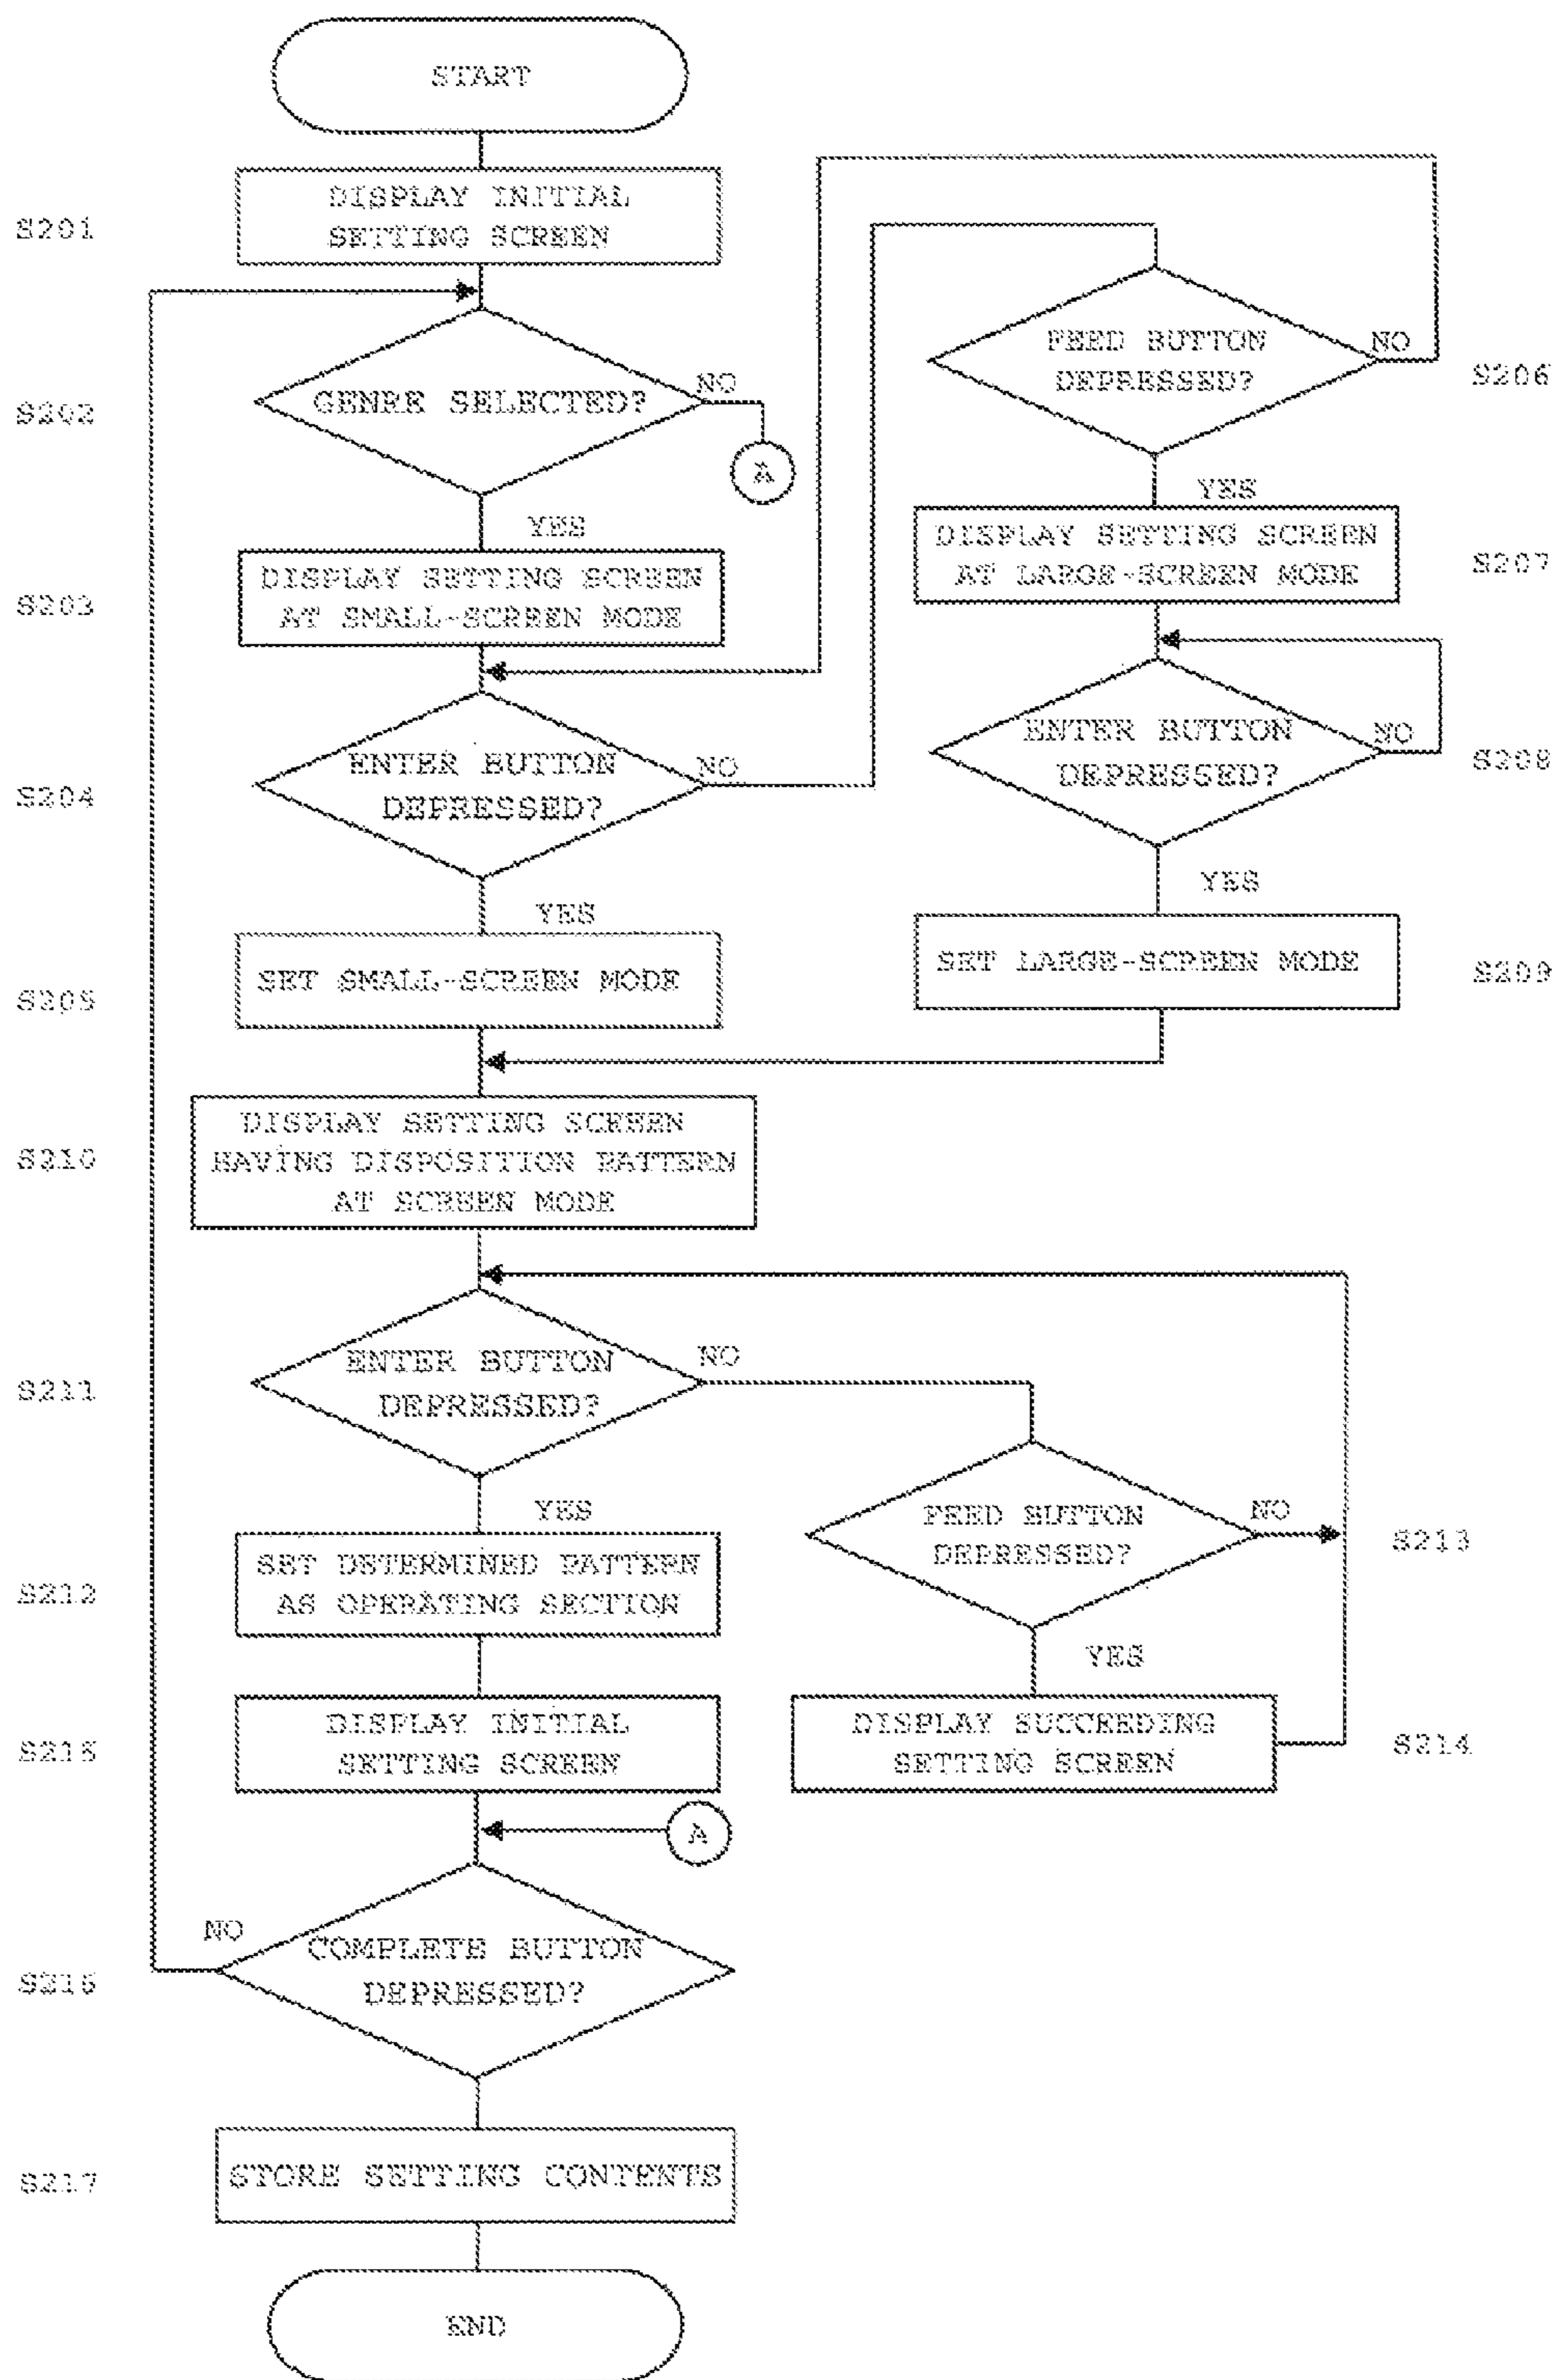 START
S201
DISPLAY INITIAL
SETTING SCREEN
S202
GENRE SELECTED?
NO
A
YES
S203
DISPLAY SETTING SCREEN
AT SMALL-SCREEN MODE
S204
ENTER BUTTON
DEPRESSED?
NO
YES
S205
SET SMALL-SCREEN MODE
FEED BUTTON
DEPRESSED?
NO
S206
YES
DISPLAY SETTING SCREEN
AT LARGE-SCREEN MODE
S207
ENTER BUTTON
DEPRESSED?
NO
S208
YES
SET LARGE-SCREEN MODE
S209
S210
DISPLAY SETTING SCREEN
HAVING DISPOSITION PATTERN
AT SCREEN MODE
S211
ENTER BUTTON
DEPRESSED?
NO
YES
S212
SET DETERMINED PATTERN
AS OPERATING SECTION
FEED BUTTON
DEPRESSED?
NO
S213
YES
DISPLAY SUCCEEDING
SETTING SCREEN
S214
S215
DISPLAY INITIAL
SETTING SCREEN
A
NO
S216
COMPLETE BUTTON
DEPRESSED?
S217
STORE SETTING CONTENTS
END